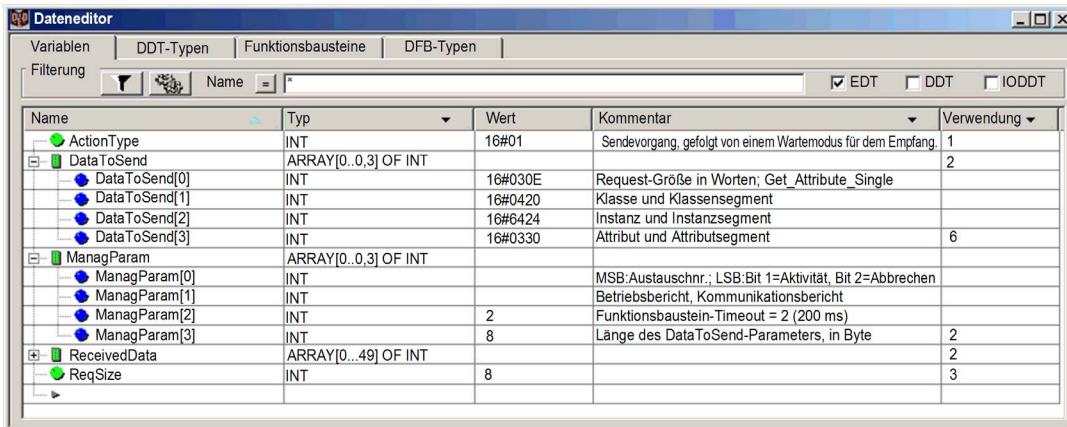 Dateneditor
Variablen DDT-Typen Funktionsbausteine DFB-Typen
Filterung
Name = * EDT DDT IODDT
Name Typ Wert Kommentar Verwendung
ActionType INT 16#01 Sendevorgang, gefolgt von einem Wartemodus für dem Empfang. 1
DataToSend ARRAY[0..0,3] OF INT 2
DataToSend[0] INT 16#030E Request-Größe in Worten; Get_Attribute_Single
DataToSend[1] INT 16#0420 Klasse und Klassensegment
DataToSend[2] INT 16#6424 Instanz und Instanzsegment
DataToSend[3] INT 16#0330 Attribut und Attributsegment 6
ManagParam ARRAY[0..0,3] OF INT
ManagParam[0] INT MSB:Austauschnr.; LSB:Bit 1=Aktivität, Bit 2=Abbrechen
ManagParam[1] INT Betriebsbericht, Kommunikationsbericht
ManagParam[2] INT 2 Funktionsbaustein-Timeout = 2 (200 ms)
ManagParam[3] INT 8 Länge des DataToSend-Parameters, in Byte 2
ReceivedData ARRAY[0...49] OF INT 2
ReqSize INT 8 3